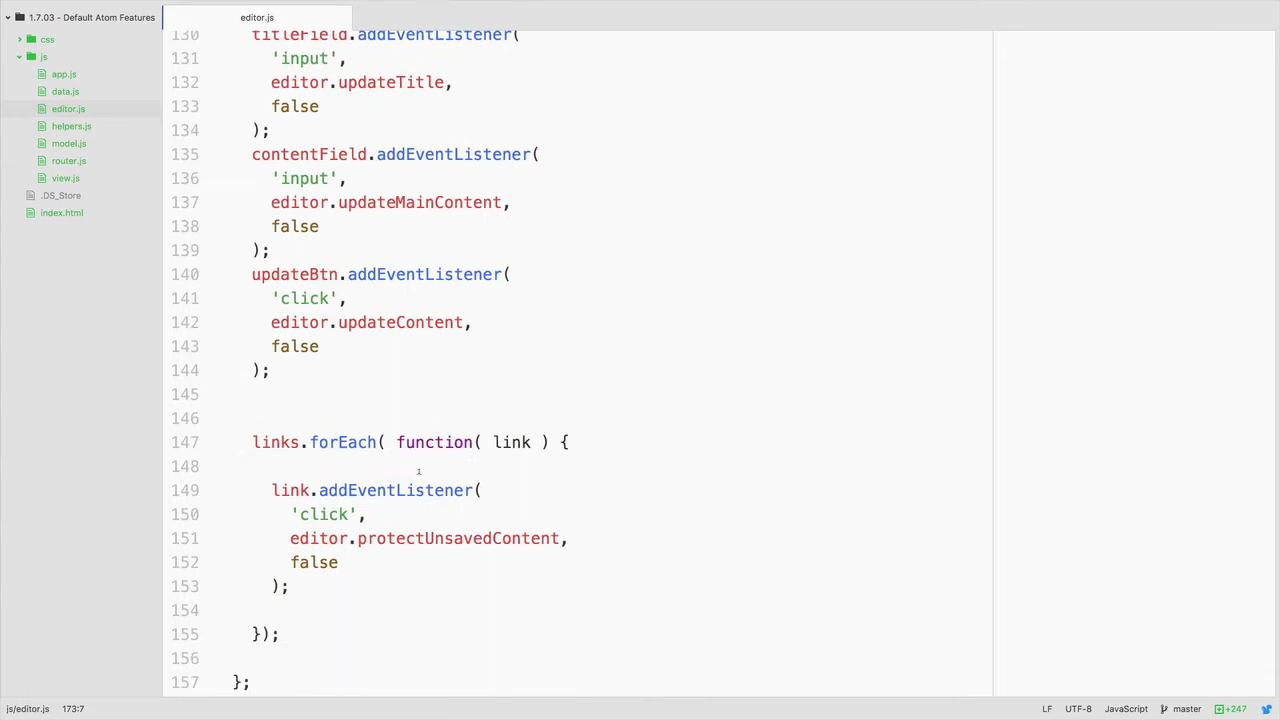 1.7.03 - Default Atom Features
css
js
app.js
data.js
editor.js
helpers.js
model.js
router.js
view.js
.DS_Store
index.html
editor.js
130 titleField.addEventListener(
131 'input',
132 editor.updateTitle,
133 false
134 );
135 contentField.addEventListener(
136 'input',
137 editor.updateMainContent,
138 false
139 );
140 updateBtn.addEventListener(
141 'click',
142 editor.updateContent,
143 false
144 );
145
146
147 links.forEach( function( link ) {
148
149 link.addEventListener(
150 'click',
151 editor.protectUnsavedContent,
152 false
153 );
154
155 });
156
157 };
js/editor.js 173:7 LF UTF-8 JavaScript master +247